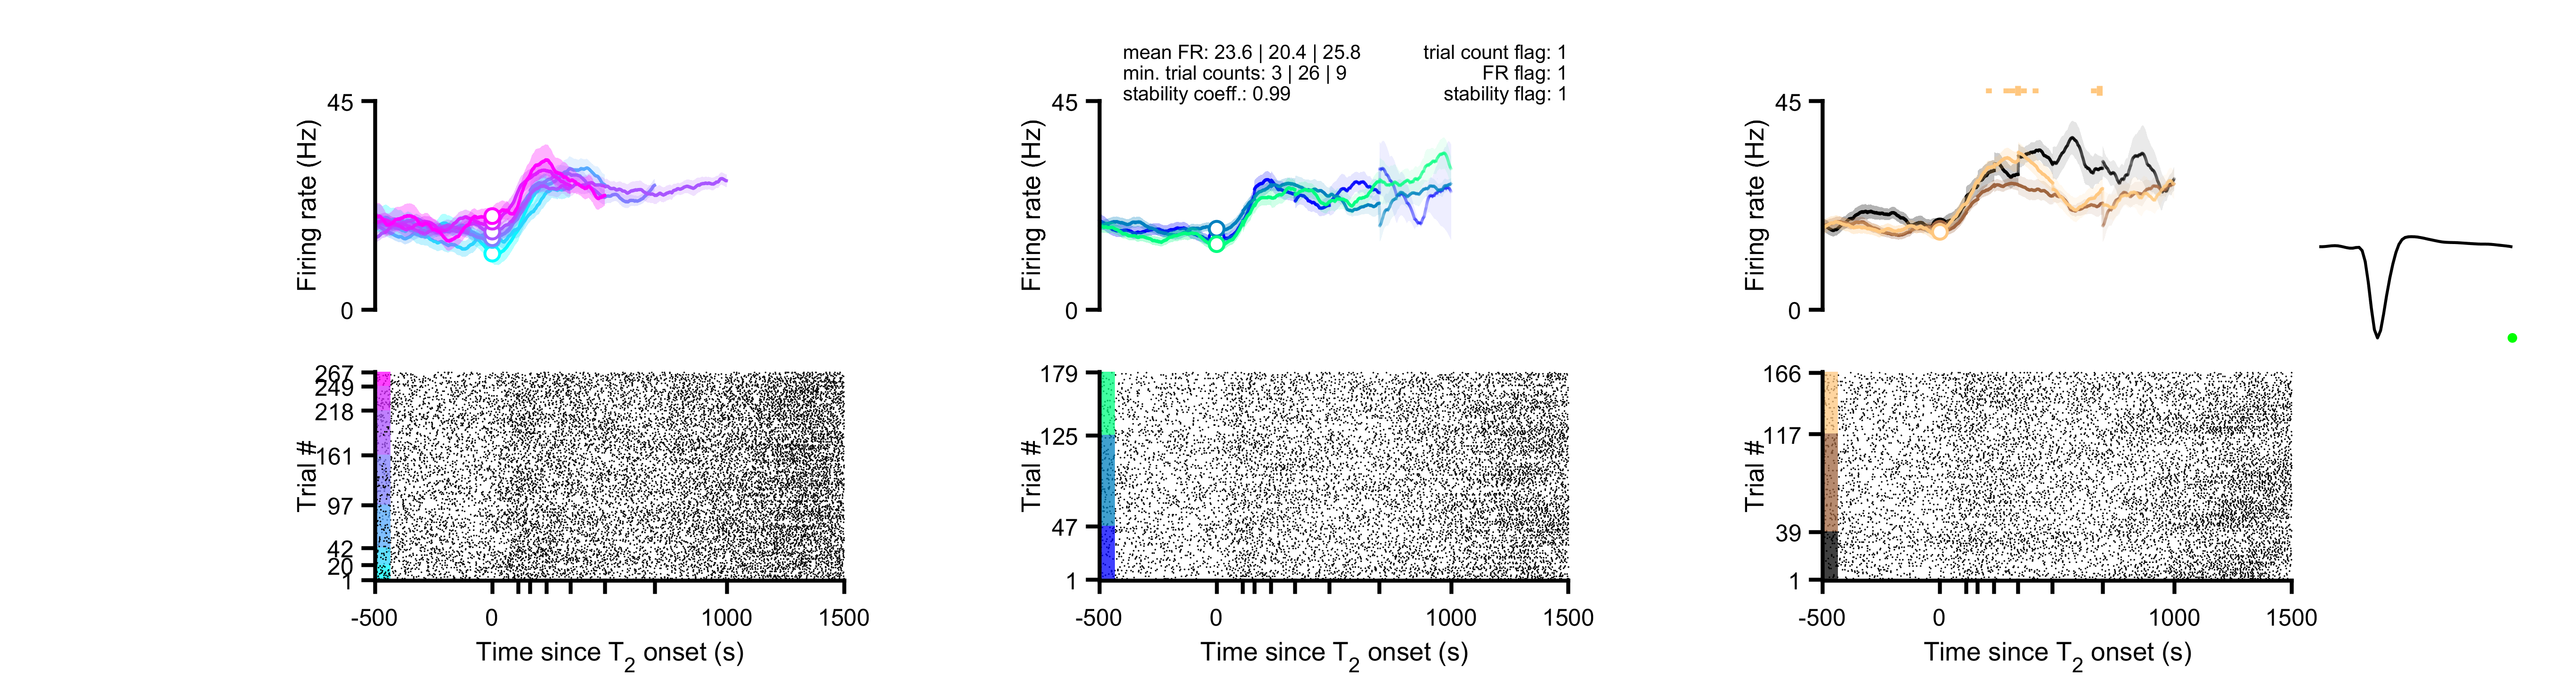 mean FR: 23.6 | 20.4 | 25.8
min. trial counts: 3 | 26 | 9
stability coeff.: 0.99
trial count flag: 1
FR flag: 1
stability flag: 1
45
Firing rate (Hz)
0
45
Firing rate (Hz)
0
45
Firing rate (Hz)
0
267
249
218
161
97
42
20
1
Trial #
-500
0
1000
1500
Time since T2 onset (s)
179
125
47
1
Trial #
-500
0
1000
1500
Time since T2 onset (s)
166
117
39
1
Trial #
-500
0
1000
1500
Time since T2 onset (s)